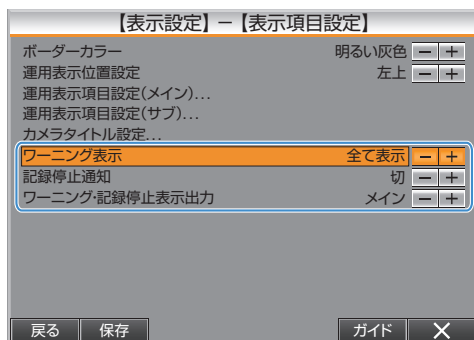 【表示設定】－【表示項目設定】
ボーダーカラー 明るい灰色 － ＋
運用表示位置設定 左上 － ＋
運用表示項目設定(メイン)...
運用表示項目設定(サブ)...
カメラタイトル設定...
ワーニング表示 全て表示 － ＋
記録停止通知 切 － ＋
ワーニング･記録停止表示出力 メイン － ＋
戻る 保存 ガイド ×